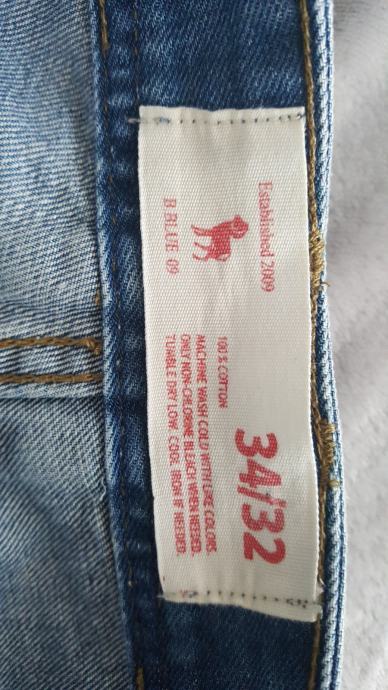 Established 2009
B.BLUE 09
34/32
100% COTTON
MACHINE WASH COLD WITH LIKE COLORS.
ONLY NON-CHLORINE BLEACH WHEN NEEDED.
TUMBLE DRY LOW. COOL IRON IF NEEDED.